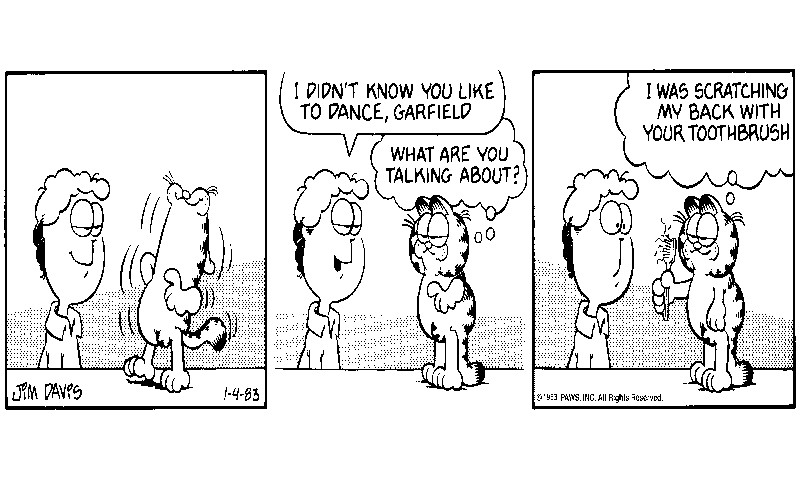 JIM DAVIS
1-4-83
I DIDN'T KNOW YOU LIKE
TO DANCE, GARFIELD
WHAT ARE YOU
TALKING ABOUT?
I WAS SCRATCHING
MY BACK WITH
YOUR TOOTHBRUSH
© 1983 PAWS, INC. All Rights Reserved.